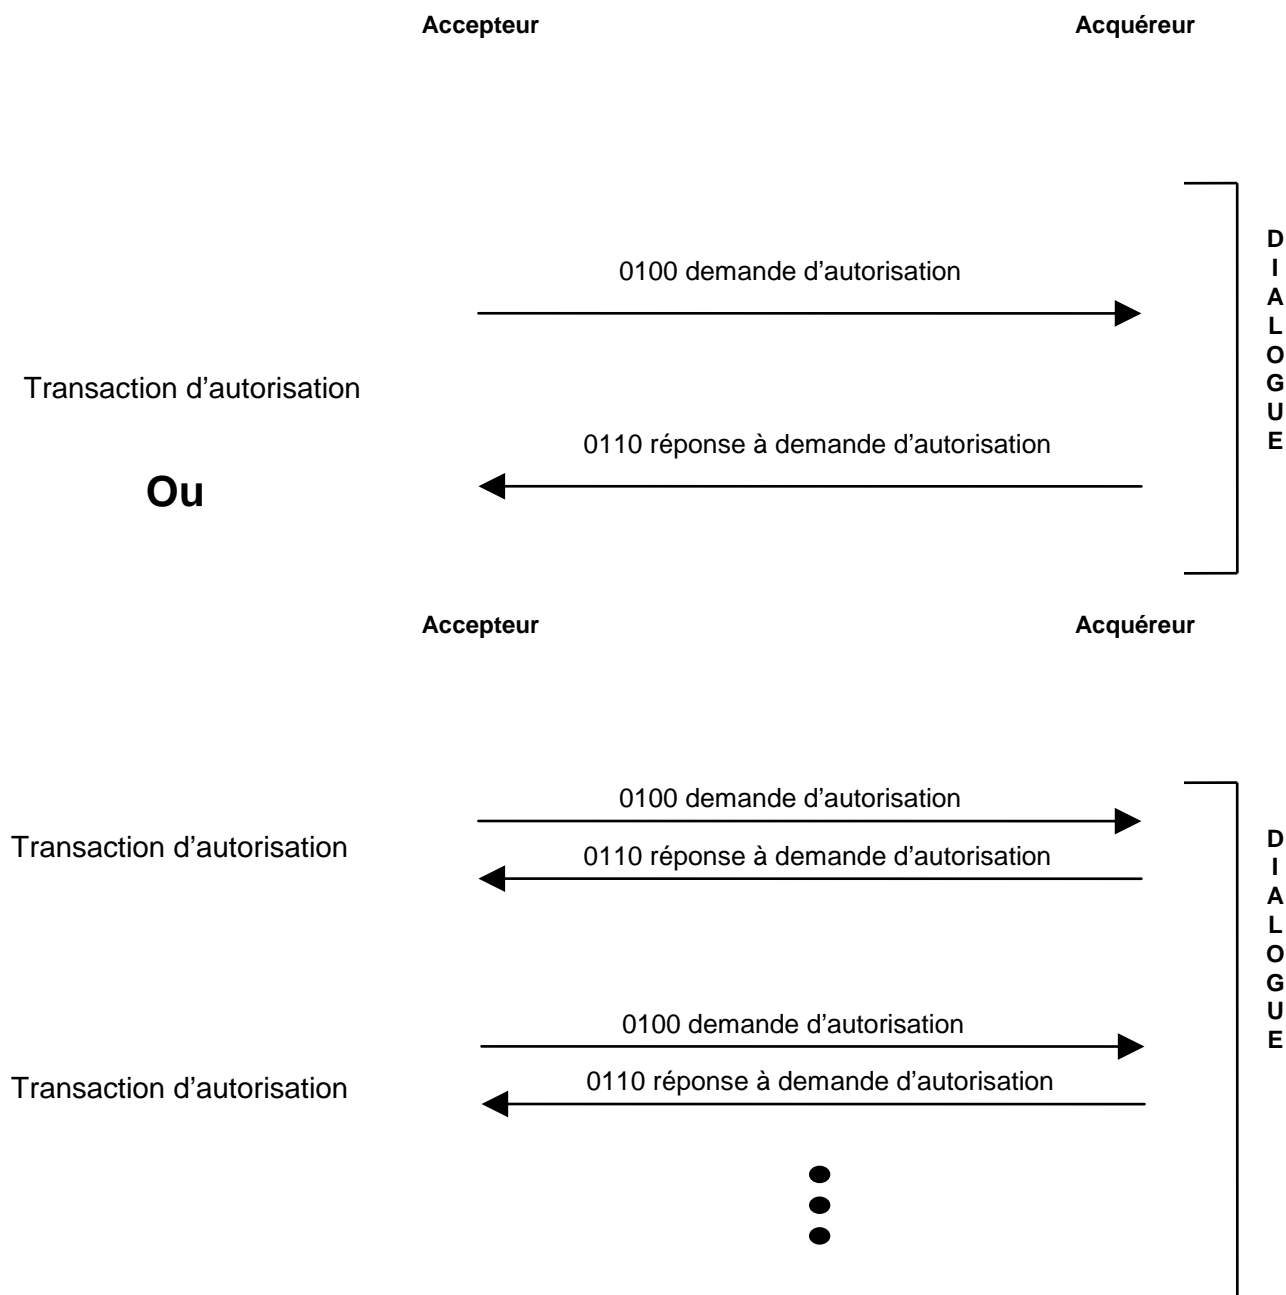 Accepteur Acquéreur
0100 demande d’autorisation
Transaction d’autorisation
0110 réponse à demande d’autorisation
Ou
D
I
A
L
O
G
U
E
Accepteur Acquéreur
0100 demande d’autorisation
Transaction d’autorisation
0110 réponse à demande d’autorisation
0100 demande d’autorisation
Transaction d’autorisation
0110 réponse à demande d’autorisation
D
I
A
L
O
G
U
E